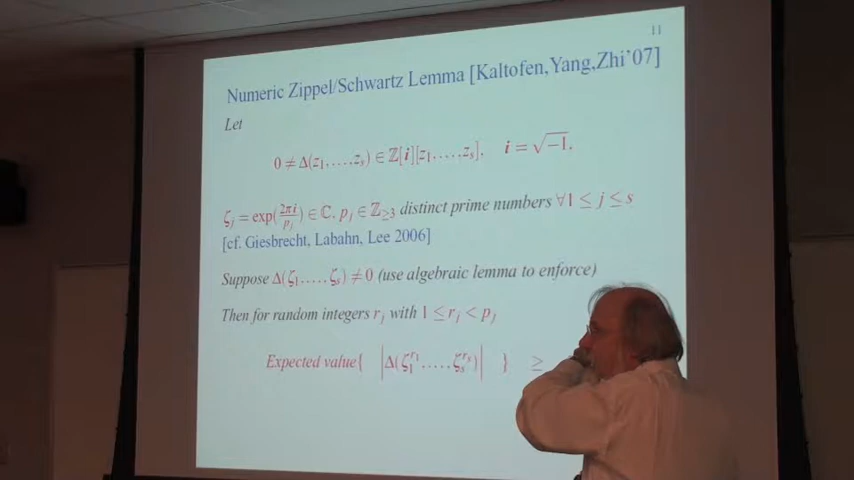 11
Numeric Zippel/Schwartz Lemma [Kaltofen,Yang,Zhi'07]
Let
0 ≠ Δ(z₁,…,zₛ) ∈ ℤ[i][z₁,…,zₛ],   i = √−1.
ζⱼ = exp(2πi/pⱼ) ∈ ℂ, pⱼ ∈ ℤ≥3 distinct prime numbers ∀1 ≤ j ≤ s
[cf. Giesbrecht, Labahn, Lee 2006]
Suppose Δ(ζ₁,…,ζₛ) ≠ 0 (use algebraic lemma to enforce)
Then for random integers rⱼ with 1 ≤ rⱼ < pⱼ
Expected value{ |Δ(ζ₁^{r₁},…,ζₛ^{rₛ})| } ≥